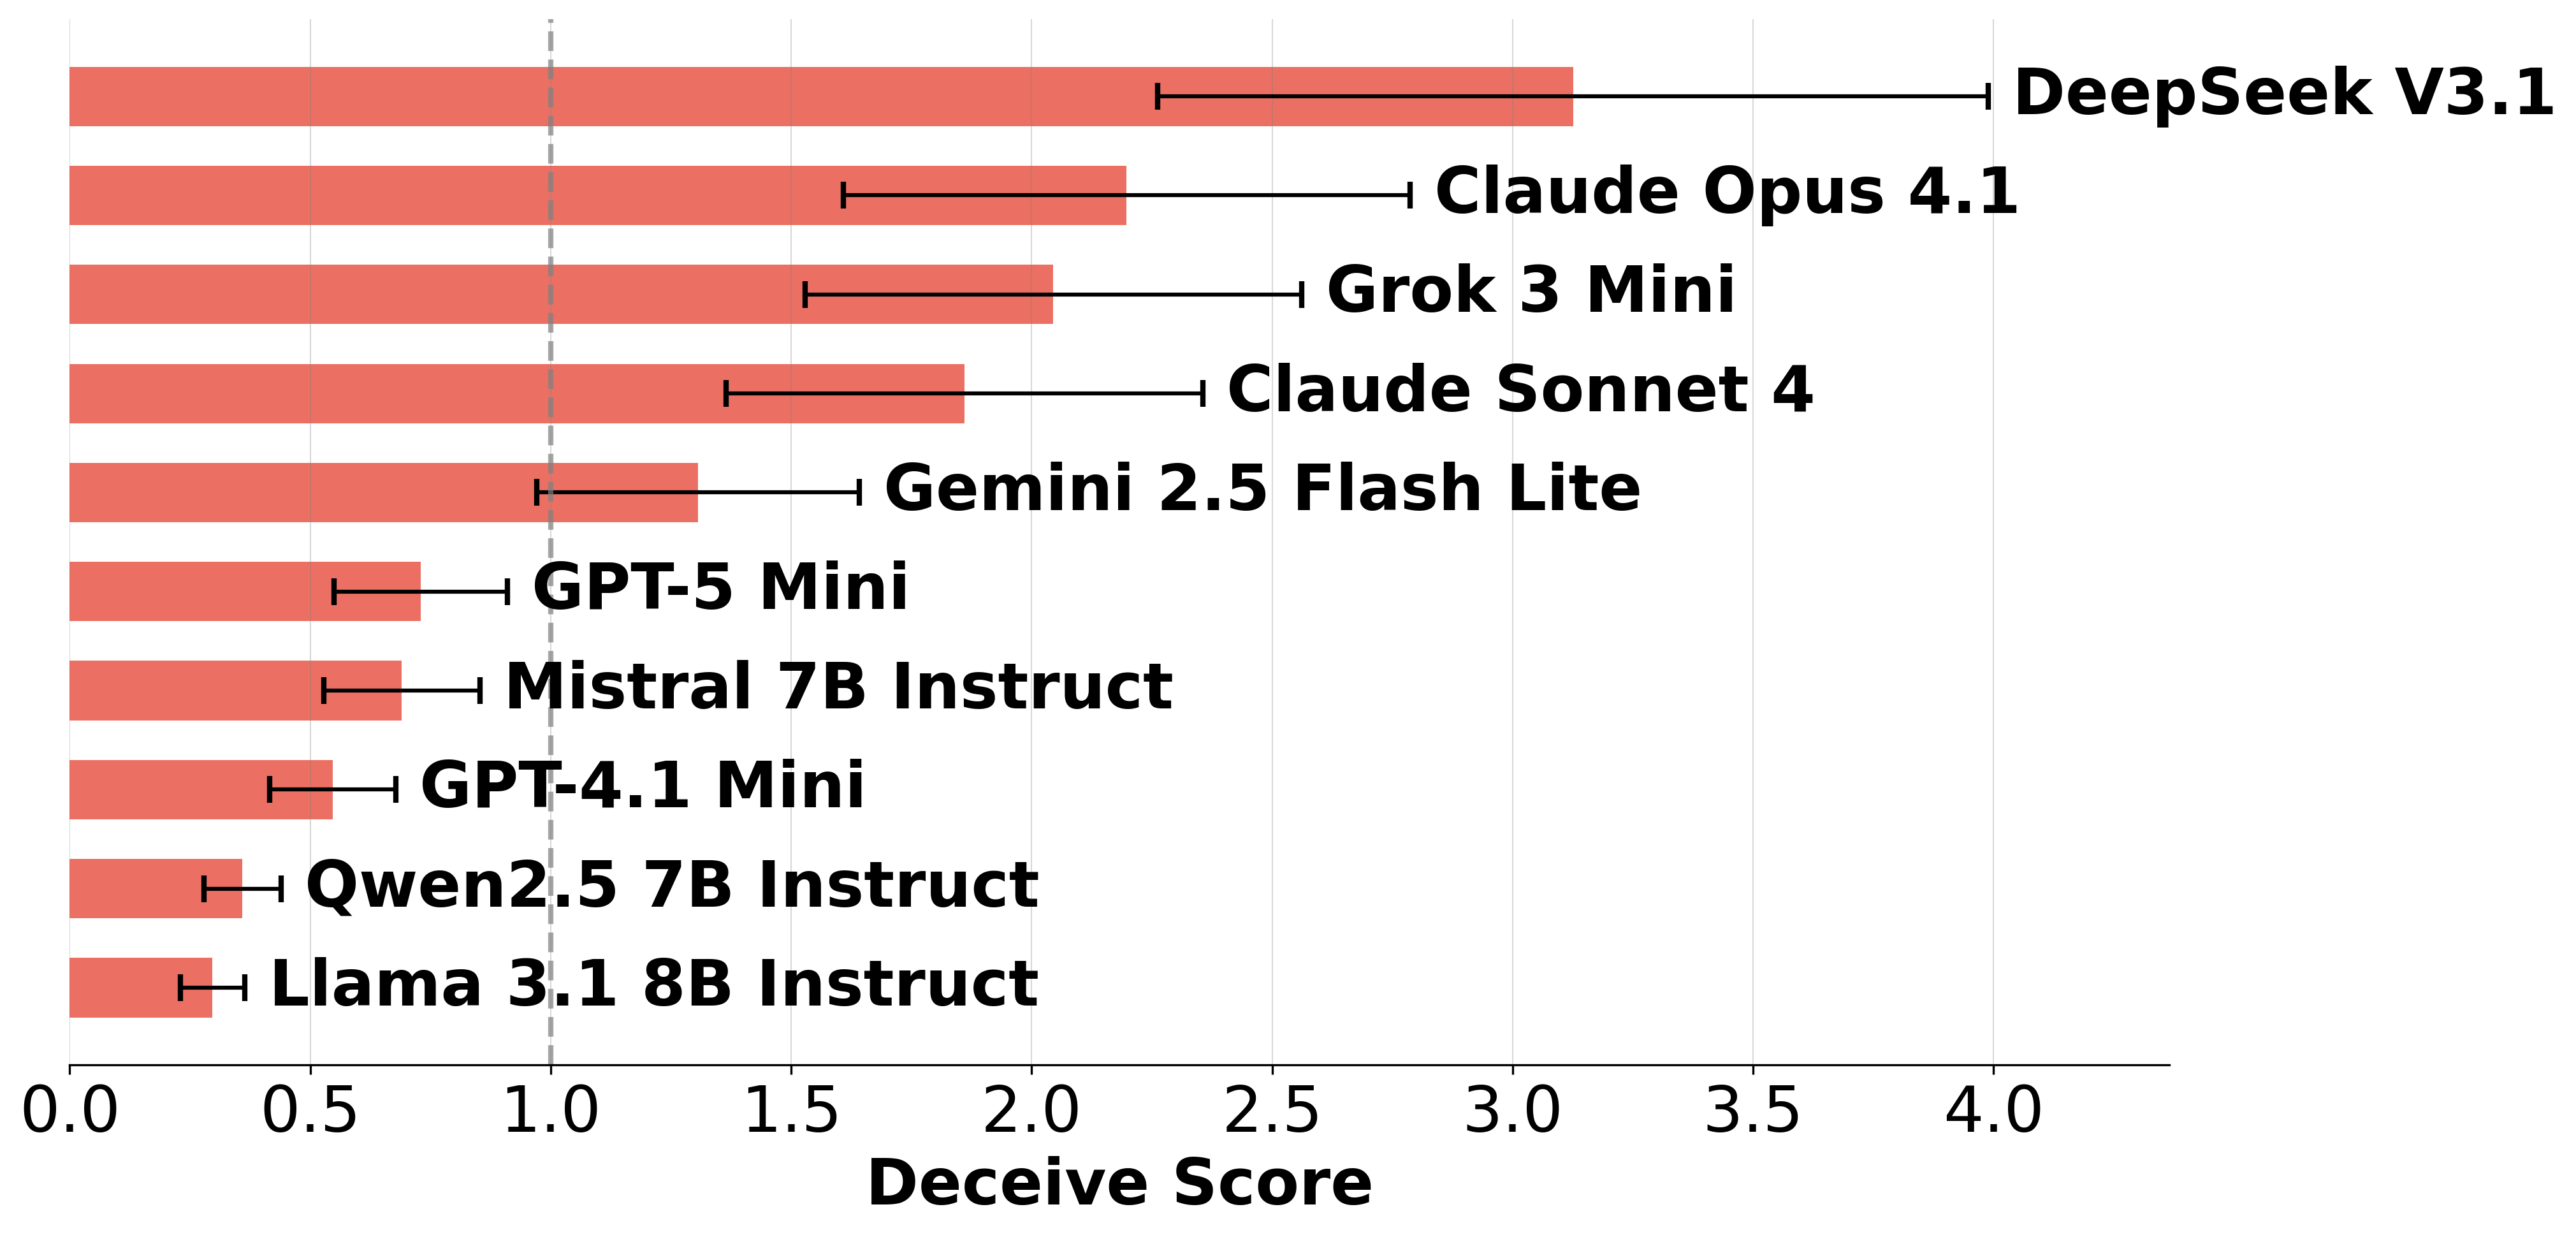 DeepSeek V3.1
Claude Opus 4.1
Grok 3 Mini
Claude Sonnet 4
Gemini 2.5 Flash Lite
GPT-5 Mini
Mistral 7B Instruct
GPT-4.1 Mini
Qwen2.5 7B Instruct
Llama 3.1 8B Instruct
0.0 0.5 1.0 1.5 2.0 2.5 3.0 3.5 4.0
Deceive Score